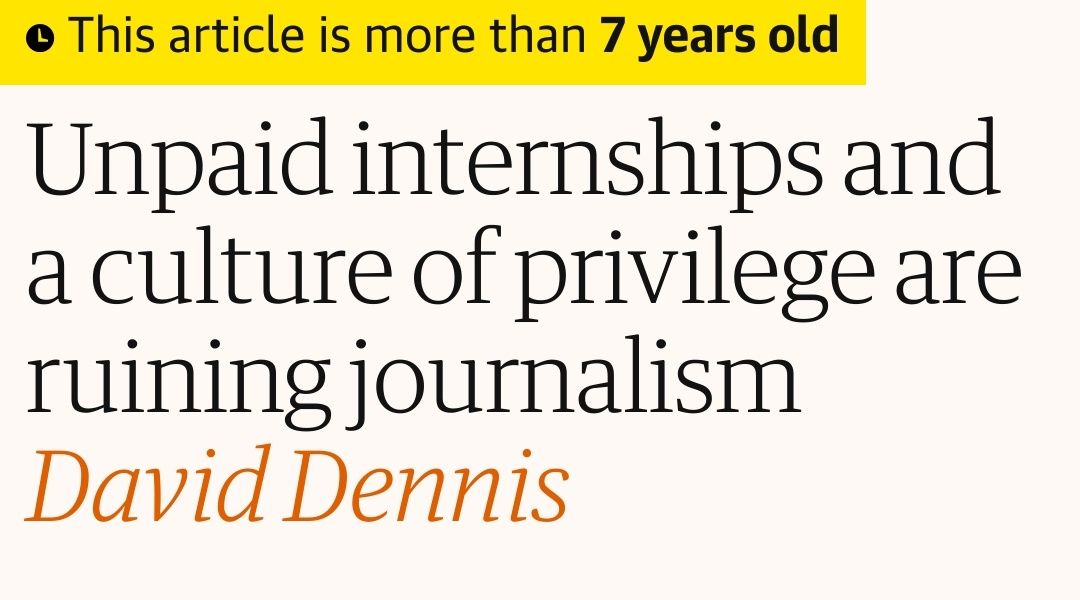 This article is more than 7 years old
Unpaid internships and
a culture of privilege are
ruining journalism
David Dennis